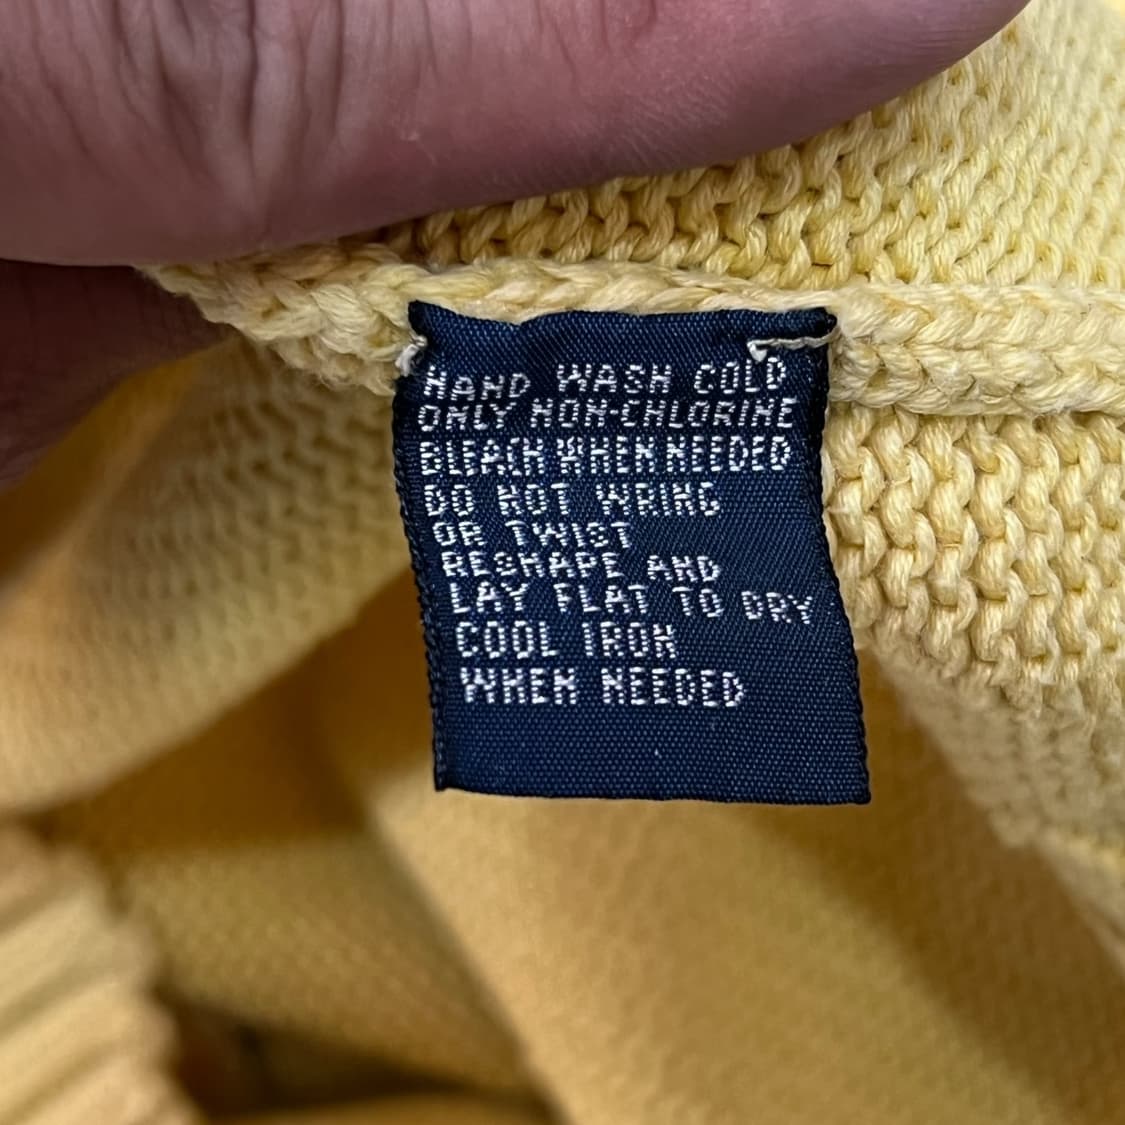 HAND WASH COLD
ONLY NON-CHLORINE
BLEACH WHEN NEEDED
DO NOT WRING
OR TWIST
RESHAPE AND
LAY FLAT TO DRY
COOL IRON
WHEN NEEDED